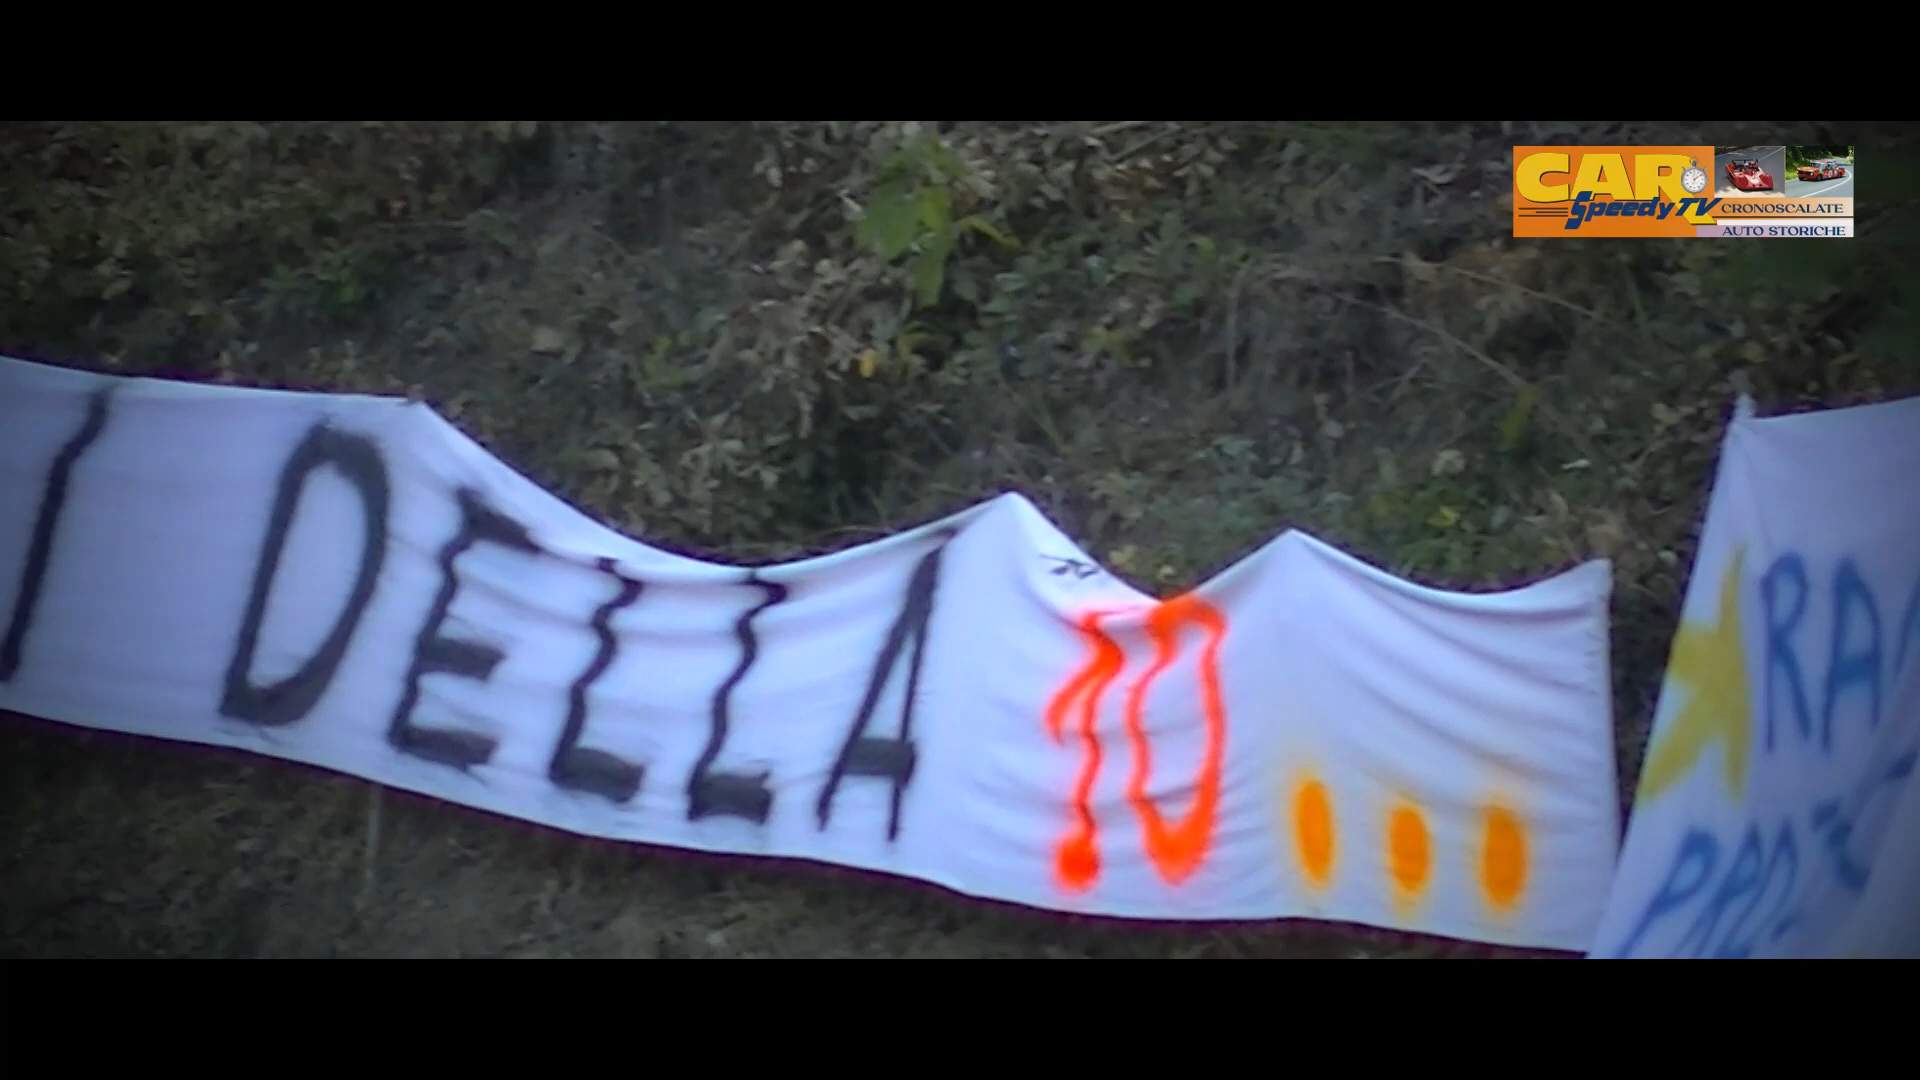 CAR
Speedy TV
CRONOSCALATE
AUTO STORICHE
I DELLA 10...